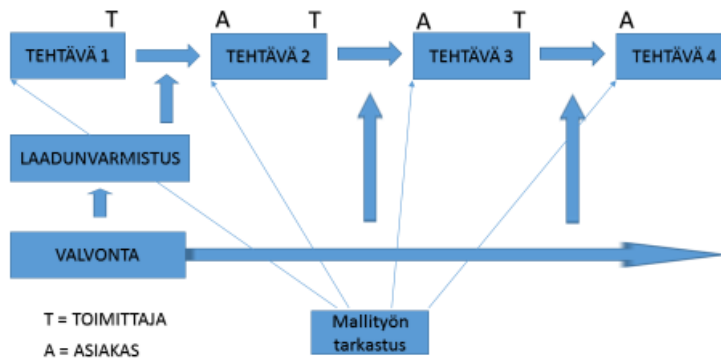 T A T A T A
TEHTÄVÄ 1 TEHTÄVÄ 2 TEHTÄVÄ 3 TEHTÄVÄ 4
LAADUNVARMISTUS
VALVONTA
T = TOIMITTAJA
A = ASIAKAS
Mallityön
tarkastus